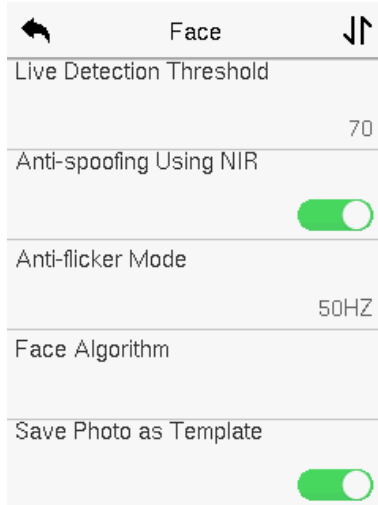 Face
Live Detection Threshold
70
Anti-spoofing Using NIR
Anti-flicker Mode
50HZ
Face Algorithm
Save Photo as Template